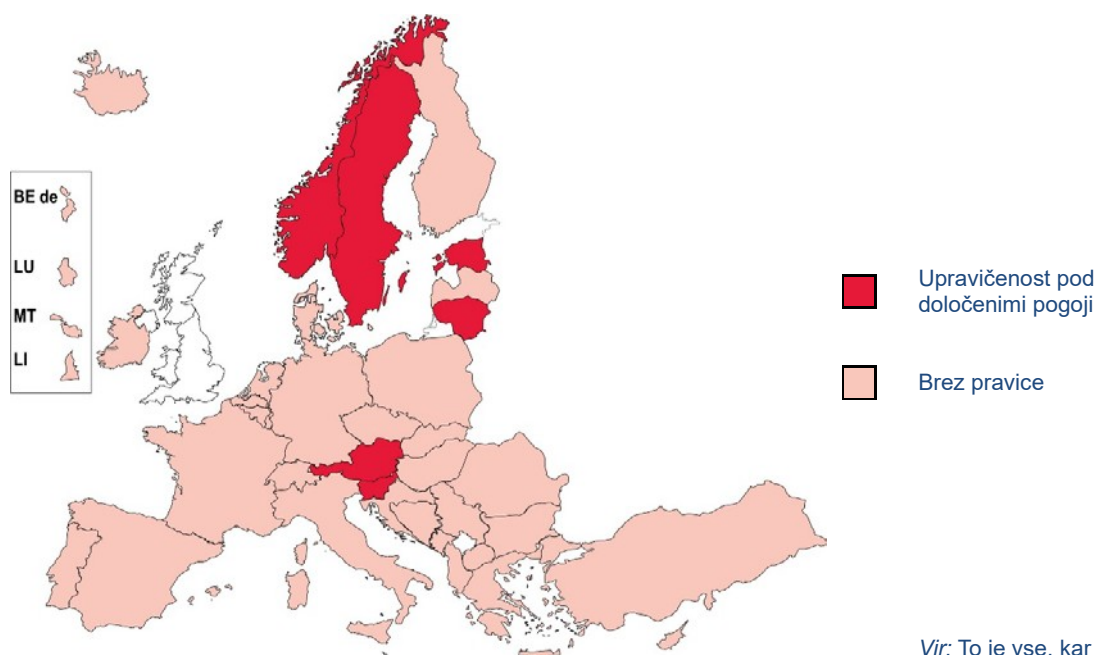 BE de
LU
MT
LI
Upravičenost pod
določenimi pogoji
Brez pravice
Vir: To je vse, kar